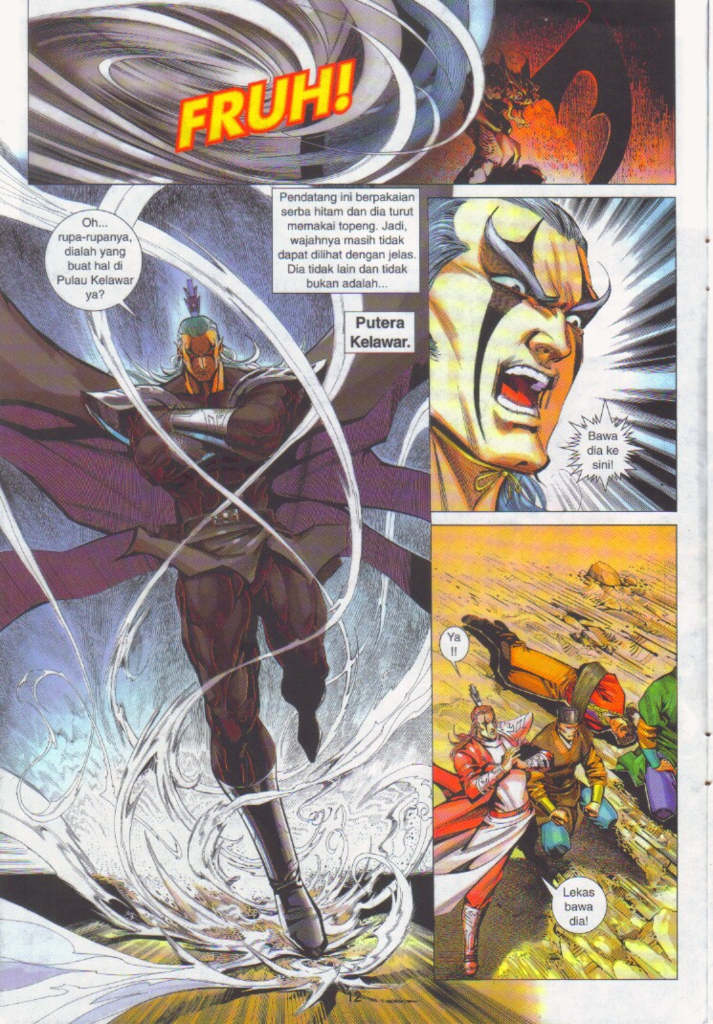 FRUH!
Oh...
rupa-rupanya,
dialah yang
buat hal di
Pulau Kelawar
ya?
Pendatang ini berpakaian
serba hitam dan dia turut
memakai topeng. Jadi,
wajahnya masih tidak
dapat dilihat dengan jelas.
Dia tidak lain dan tidak
bukan adalah...
Putera
Kelawar.
Bawa
dia ke
sini!
Ya
!!
Lekas
bawa
dia!
12